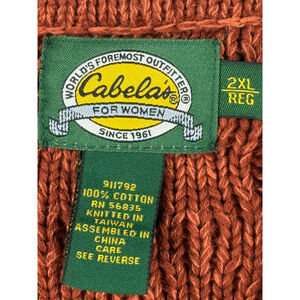 WORLD'S FOREMOST OUTFITTER®
Cabela's®
FOR WOMEN
SINCE 1961
2XL
REG
911792
100% COTTON
RN 56835
KNITTED IN
TAIWAN
ASSEMBLED IN
CHINA
CARE
SEE REVERSE